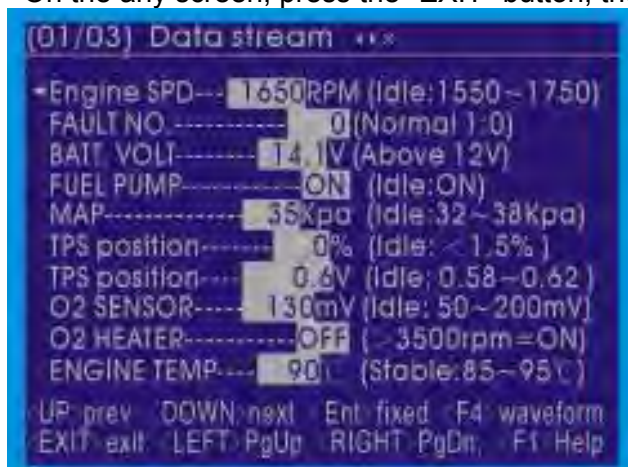 (01/03) Data stream
Engine SPD--- 1650RPM (Idle:1550~1750)
FAULT NO.----------- 0 (Normal 1:0)
BATT. VOLT-------- 14.1V (Above 12V)
FUEL PUMP----------ON (Idle:ON)
MAP------------- 35Kpa (Idle:32~38Kpa)
TPS position------- 0% (Idle: <1.5%)
TPS position------- 0.6V (Idle; 0.58~0.62)
O2 SENSOR----- 130mV (Idle: 50~200mV)
O2 HEATER-----------OFF (>3500rpm=ON)
ENGINE TEMP---- 90℃ (Stable:85~95℃)
UP:prev DOWN:next Ent:fixed F4:waveform
EXIT:exit LEFT:PgUp RIGHT:PgDn; F1:Help